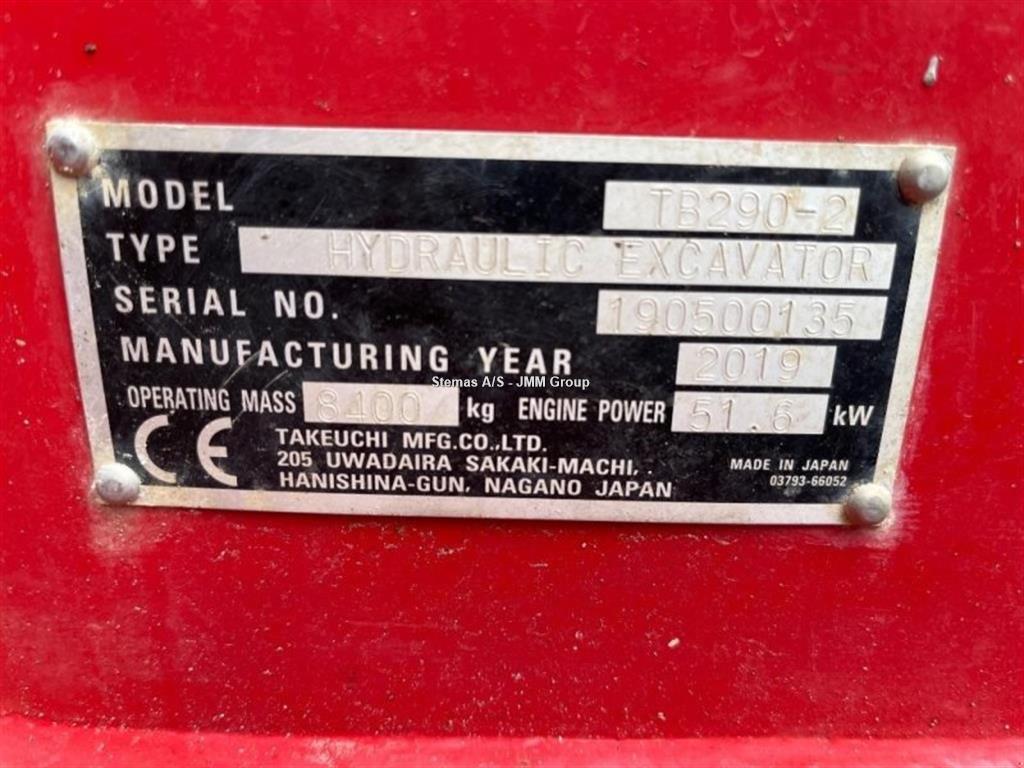 MODEL TB290-2
TYPE HYDRAULIC EXCAVATOR
SERIAL NO. 190500135
MANUFACTURING YEAR 2019
Stemas A/S - JMM Group
OPERATING MASS 8400 kg ENGINE POWER 51.6 kW
CE TAKEUCHI MFG.CO.,LTD.
205 UWADAIRA SAKAKI-MACHI, .
HANISHINA-GUN, NAGANO JAPAN
MADE IN JAPAN
03793-66052